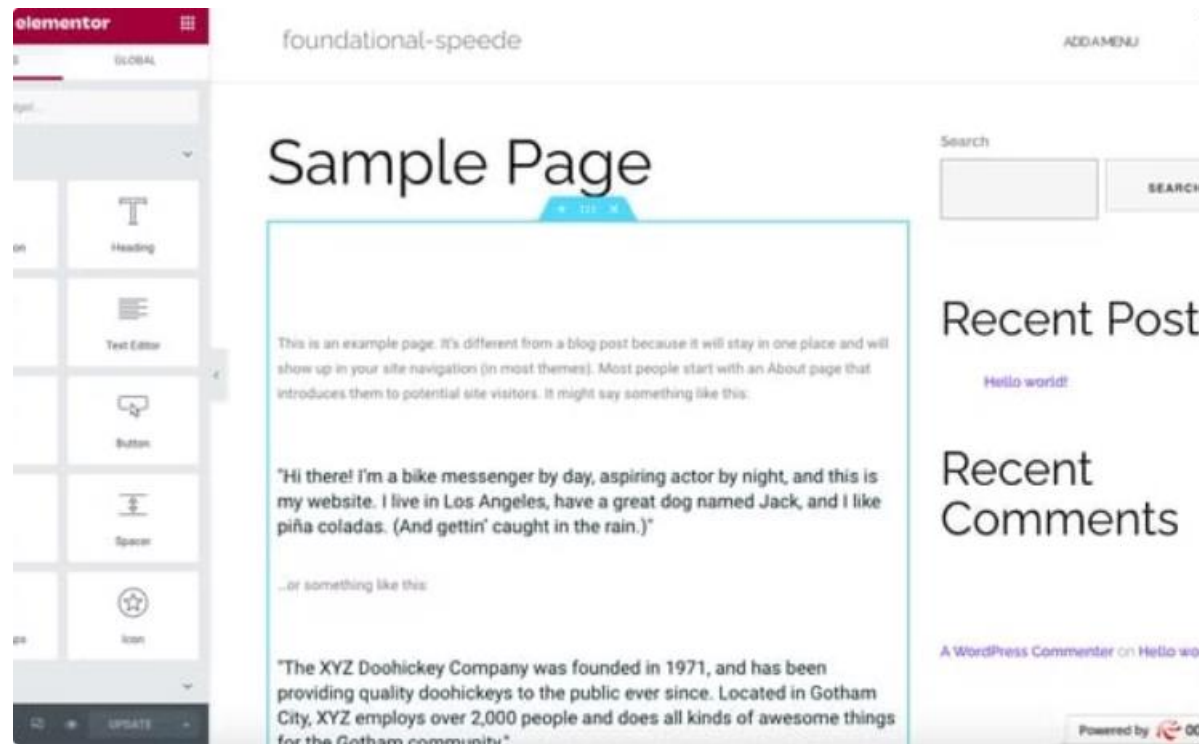 elementor
GLOBAL
Heading
Text Editor
Button
Spacer
Icon
UPDATE
foundational-speede
ADD A MENU
Sample Page
This is an example page. It's different from a blog post because it will stay in one place and will
show up in your site navigation (in most themes). Most people start with an About page that
introduces them to potential site visitors. It might say something like this:
"Hi there! I'm a bike messenger by day, aspiring actor by night, and this is
my website. I live in Los Angeles, have a great dog named Jack, and I like
piña coladas. (And gettin' caught in the rain.)"
...or something like this:
"The XYZ Doohickey Company was founded in 1971, and has been
providing quality doohickeys to the public ever since. Located in Gotham
City, XYZ employs over 2,000 people and does all kinds of awesome things
for the Gotham community."
Search
SEARCH
Recent Post
Hello world!
Recent
Comments
A WordPress Commenter on Hello wo
Powered by